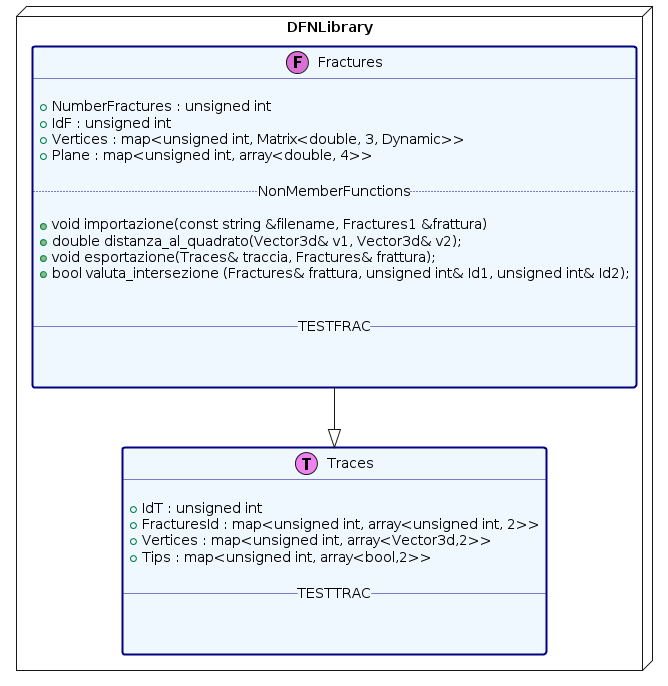 DFNLibrary
F Fractures
NumberFractures : unsigned int
IdF : unsigned int
Vertices : map<unsigned int, Matrix<double, 3, Dynamic>>
Plane : map<unsigned int, array<double, 4>>
NonMemberFunctions
void importazione(const string &filename, Fractures1 &frattura)
double distanza_al_quadrato(Vector3d& v1, Vector3d& v2);
void esportazione(Traces& traccia, Fractures& frattura);
bool valuta_intersezione (Fractures& frattura, unsigned int& Id1, unsigned int& Id2);
TESTFRAC
T Traces
IdT : unsigned int
FracturesId : map<unsigned int, array<unsigned int, 2>>
Vertices : map<unsigned int, array<Vector3d,2>>
Tips : map<unsigned int, array<bool,2>>
TESTTRAC